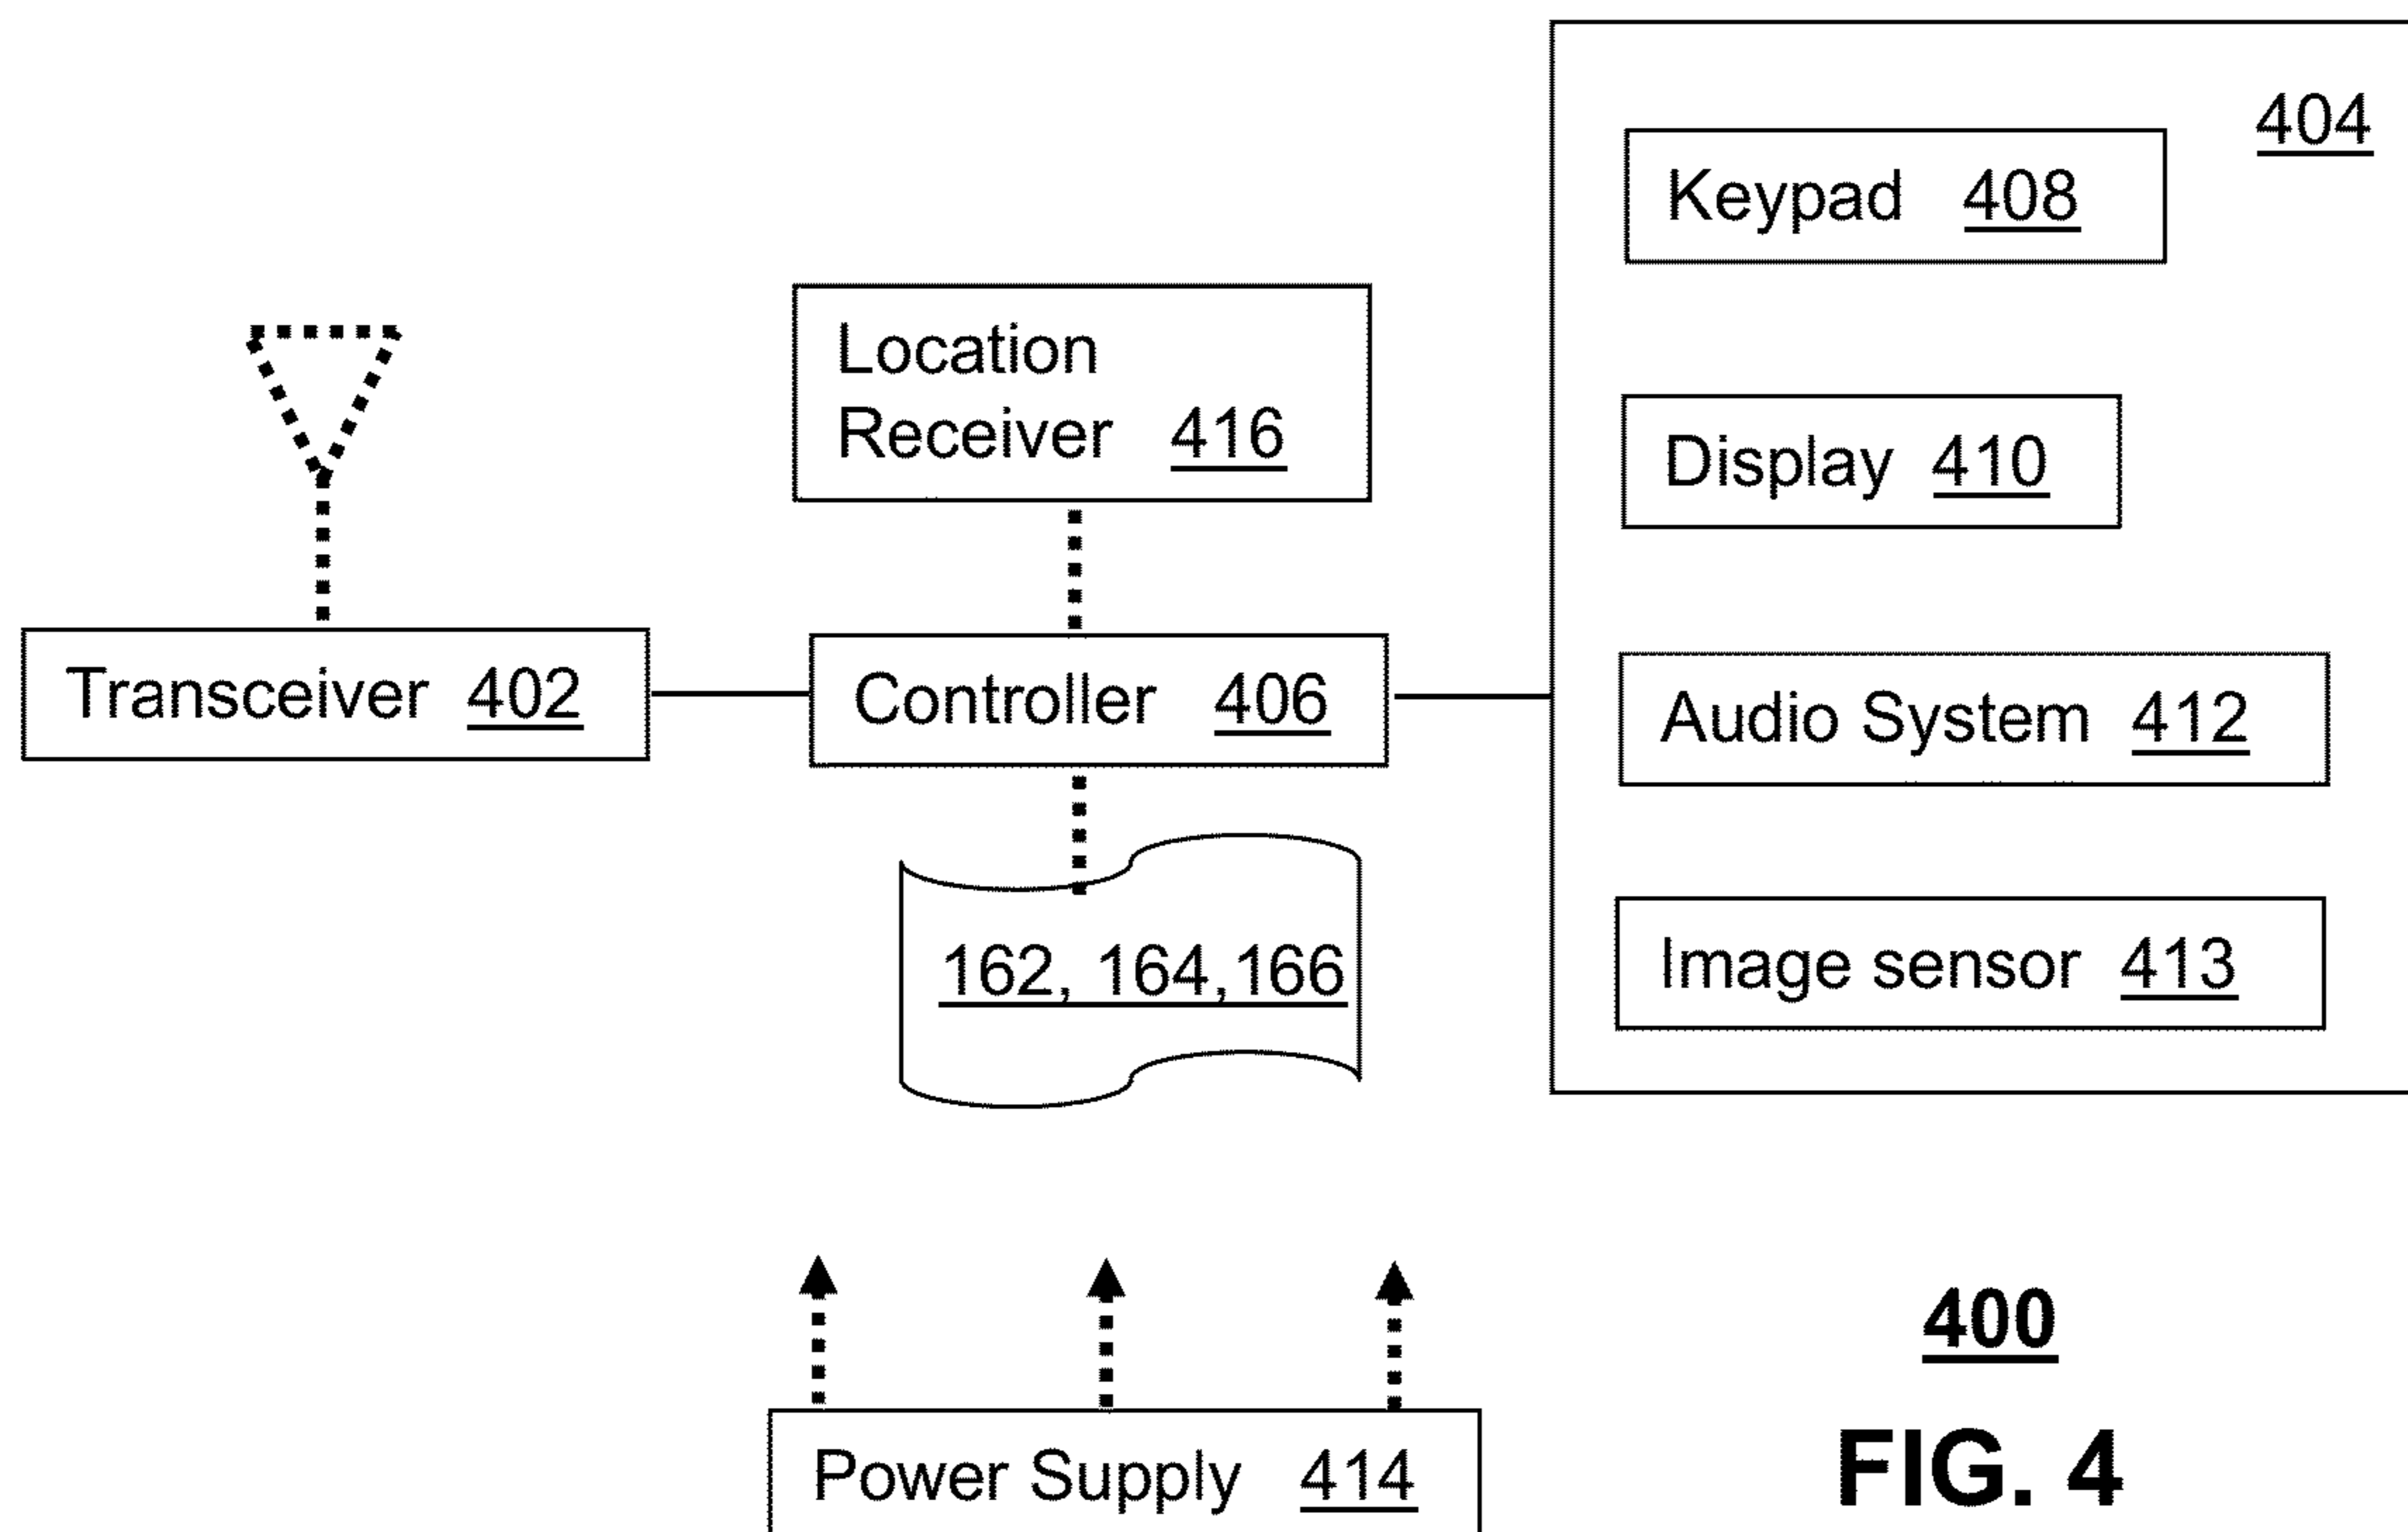 404
Keypad 408
Location
Receiver 416
Display 410
Transceiver 402
Controller 406
Audio System 412
162, 164,166
Image sensor 413
400
FIG. 4
Power Supply 414